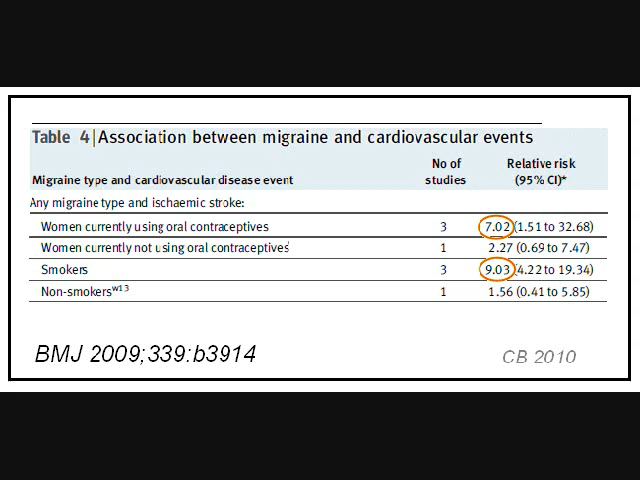 Table 4|Association between migraine and cardiovascular events
No of Relative risk
Migraine type and cardiovascular disease event studies (95% CI)*
Any migraine type and ischaemic stroke:
Women currently using oral contraceptives 3 7.02 (1.51 to 32.68)
Women currently not using oral contraceptives 1 2.27 (0.69 to 7.47)
Smokers 3 9.03 (4.22 to 19.34)
Non-smokersw13 1 1.56 (0.41 to 5.85)
BMJ 2009;339:b3914 CB 2010